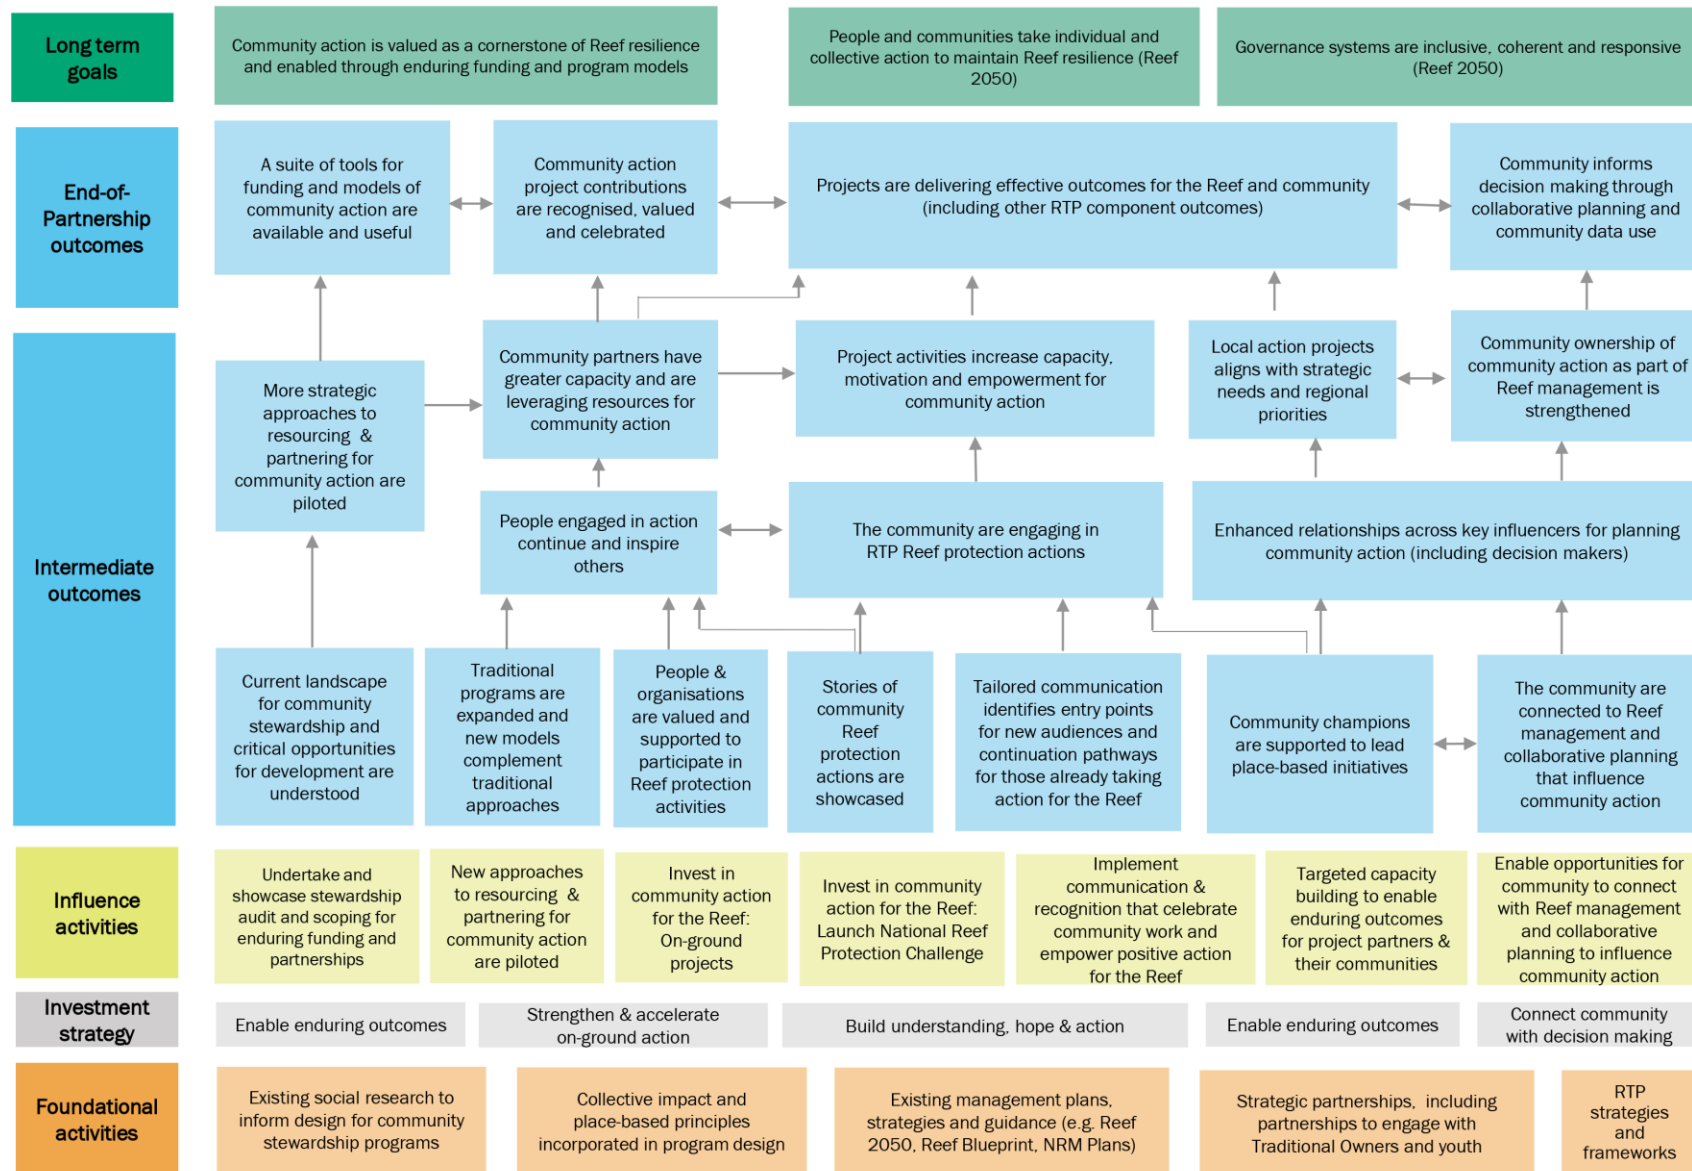 Long term
goals
Community action is valued as a cornerstone of Reef resilience
and enabled through enduring funding and program models
People and communities take individual and
collective action to maintain Reef resilience (Reef
2050)
Governance systems are inclusive, coherent and responsive
(Reef 2050)
End-of-
Partnership
outcomes
A suite of tools for
funding and models of
community action are
available and useful
Community action
project contributions
are recognised, valued
and celebrated
Projects are delivering effective outcomes for the Reef and community
(including other RTP component outcomes)
Community informs
decision making through
collaborative planning and
community data use
Intermediate
outcomes
More strategic
approaches to
resourcing &
partnering for
community action are
piloted
Community partners have
greater capacity and are
leveraging resources for
community action
Project activities increase capacity,
motivation and empowerment for
community action
Local action projects
aligns with strategic
needs and regional
priorities
Community ownership of
community action as part of
Reef management is
strengthened
People engaged in action
continue and inspire
others
The community are engaging in
RTP Reef protection actions
Enhanced relationships across key influencers for planning
community action (including decision makers)
Current landscape
for community
stewardship and
critical opportunities
for development are
understood
Traditional
programs are
expanded and
new models
complement
traditional
approaches
People &
organisations
are valued and
supported to
participate in
Reef protection
activities
Stories of
community
Reef
protection
actions are
showcased
Tailored communication
identifies entry points
for new audiences and
continuation pathways
for those already taking
action for the Reef
Community champions
are supported to lead
place-based initiatives
The community are
connected to Reef
management and
collaborative planning
that influence
community action
Influence
activities
Undertake and
showcase stewardship
audit and scoping for
enduring funding and
partnerships
New approaches
to resourcing &
partnering for
community action
are piloted
Invest in
community action
for the Reef:
On-ground
projects
Invest in community
action for the Reef:
Launch National Reef
Protection Challenge
Implement
communication &
recognition that celebrate
community work and
empower positive action
for the Reef
Targeted capacity
building to enable
enduring outcomes
for project partners &
their communities
Enable opportunities for
community to connect
with Reef management
and collaborative
planning to influence
community action
Investment
strategy
Enable enduring outcomes
Strengthen & accelerate
on-ground action
Build understanding, hope & action
Enable enduring outcomes
Connect community
with decision making
Foundational
activities
Existing social research to
inform design for community
stewardship programs
Collective impact and
place-based principles
incorporated in program design
Existing management plans,
strategies and guidance (e.g. Reef
2050, Reef Blueprint, NRM Plans)
Strategic partnerships, including
partnerships to engage with
Traditional Owners and youth
RTP
strategies
and
frameworks